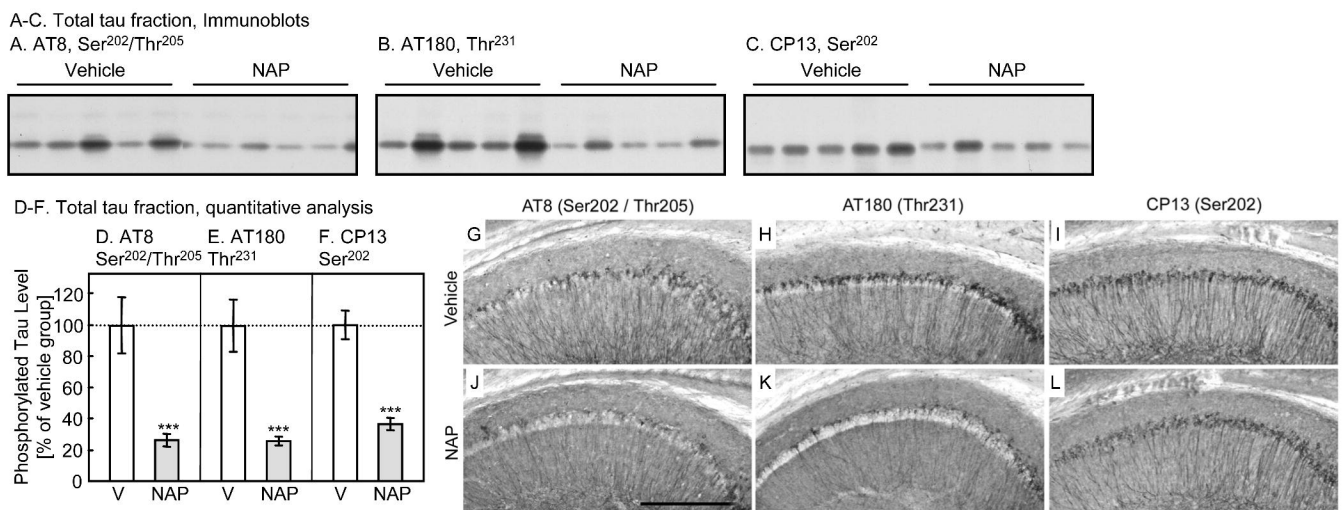 A-C. Total tau fraction, Immunoblots
A. AT8, Ser202/Thr205
Vehicle NAP
B. AT180, Thr231
Vehicle NAP
C. CP13, Ser202
Vehicle NAP
D-F. Total tau fraction, quantitative analysis
D. AT8
Ser202/Thr205
E. AT180
Thr231
F. CP13
Ser202
Phosphorylated Tau Level
[% of vehicle group]
120
100
80
60
40
20
0
***
***
***
V NAP V NAP V NAP
AT8 (Ser202 / Thr205) AT180 (Thr231) CP13 (Ser202)
Vehicle
G H I
NAP
J K L